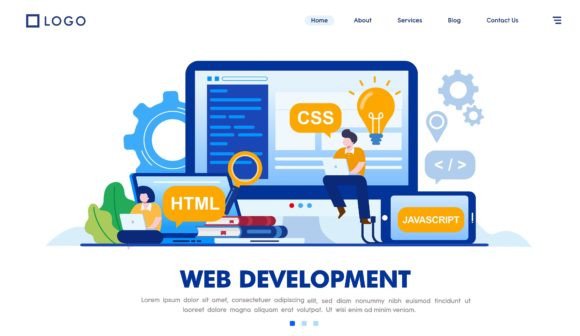 LOGO
Home About Services Blog Contact Us
CSS
</>
HTML
JAVASCRIPT
WEB DEVELOPMENT
Lorem ipsum dolor sit amet, consectetuer adipiscing elit, sed diam nonummy nibh euismod tincidunt ut
laoreet dolore magna aliquam erat volutpat. Ut wisi enim ad minim veniam.